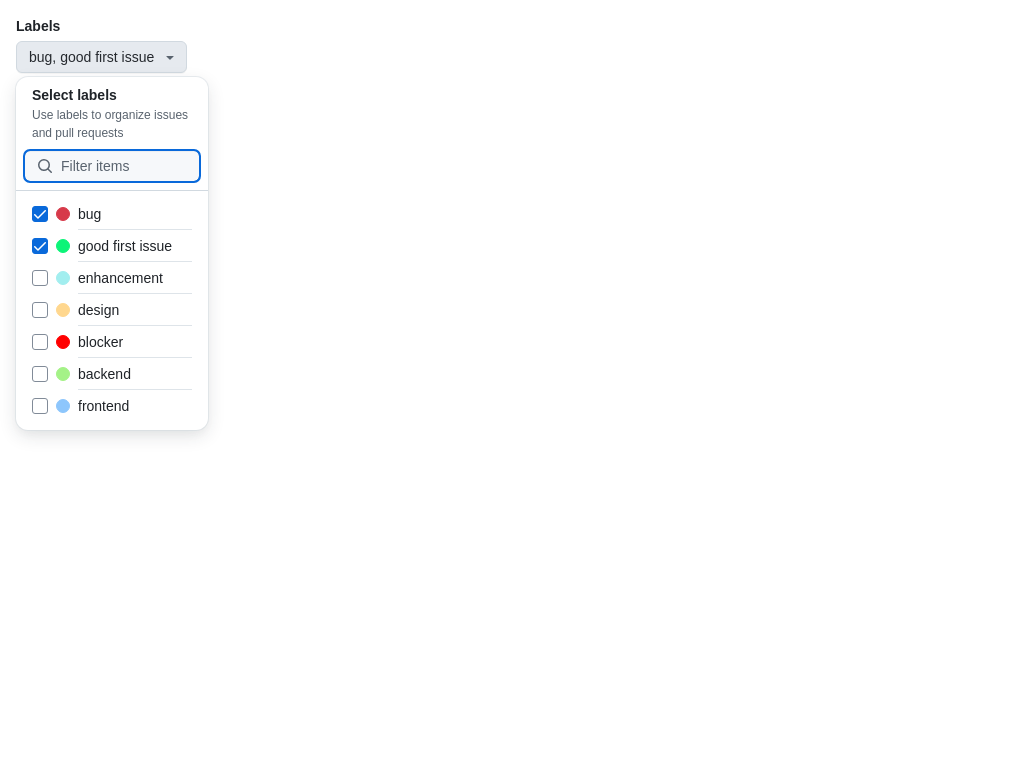 Labels
bug, good first issue
Select labels
Use labels to organize issues
and pull requests
Filter items
bug
good first issue
enhancement
design
blocker
backend
frontend